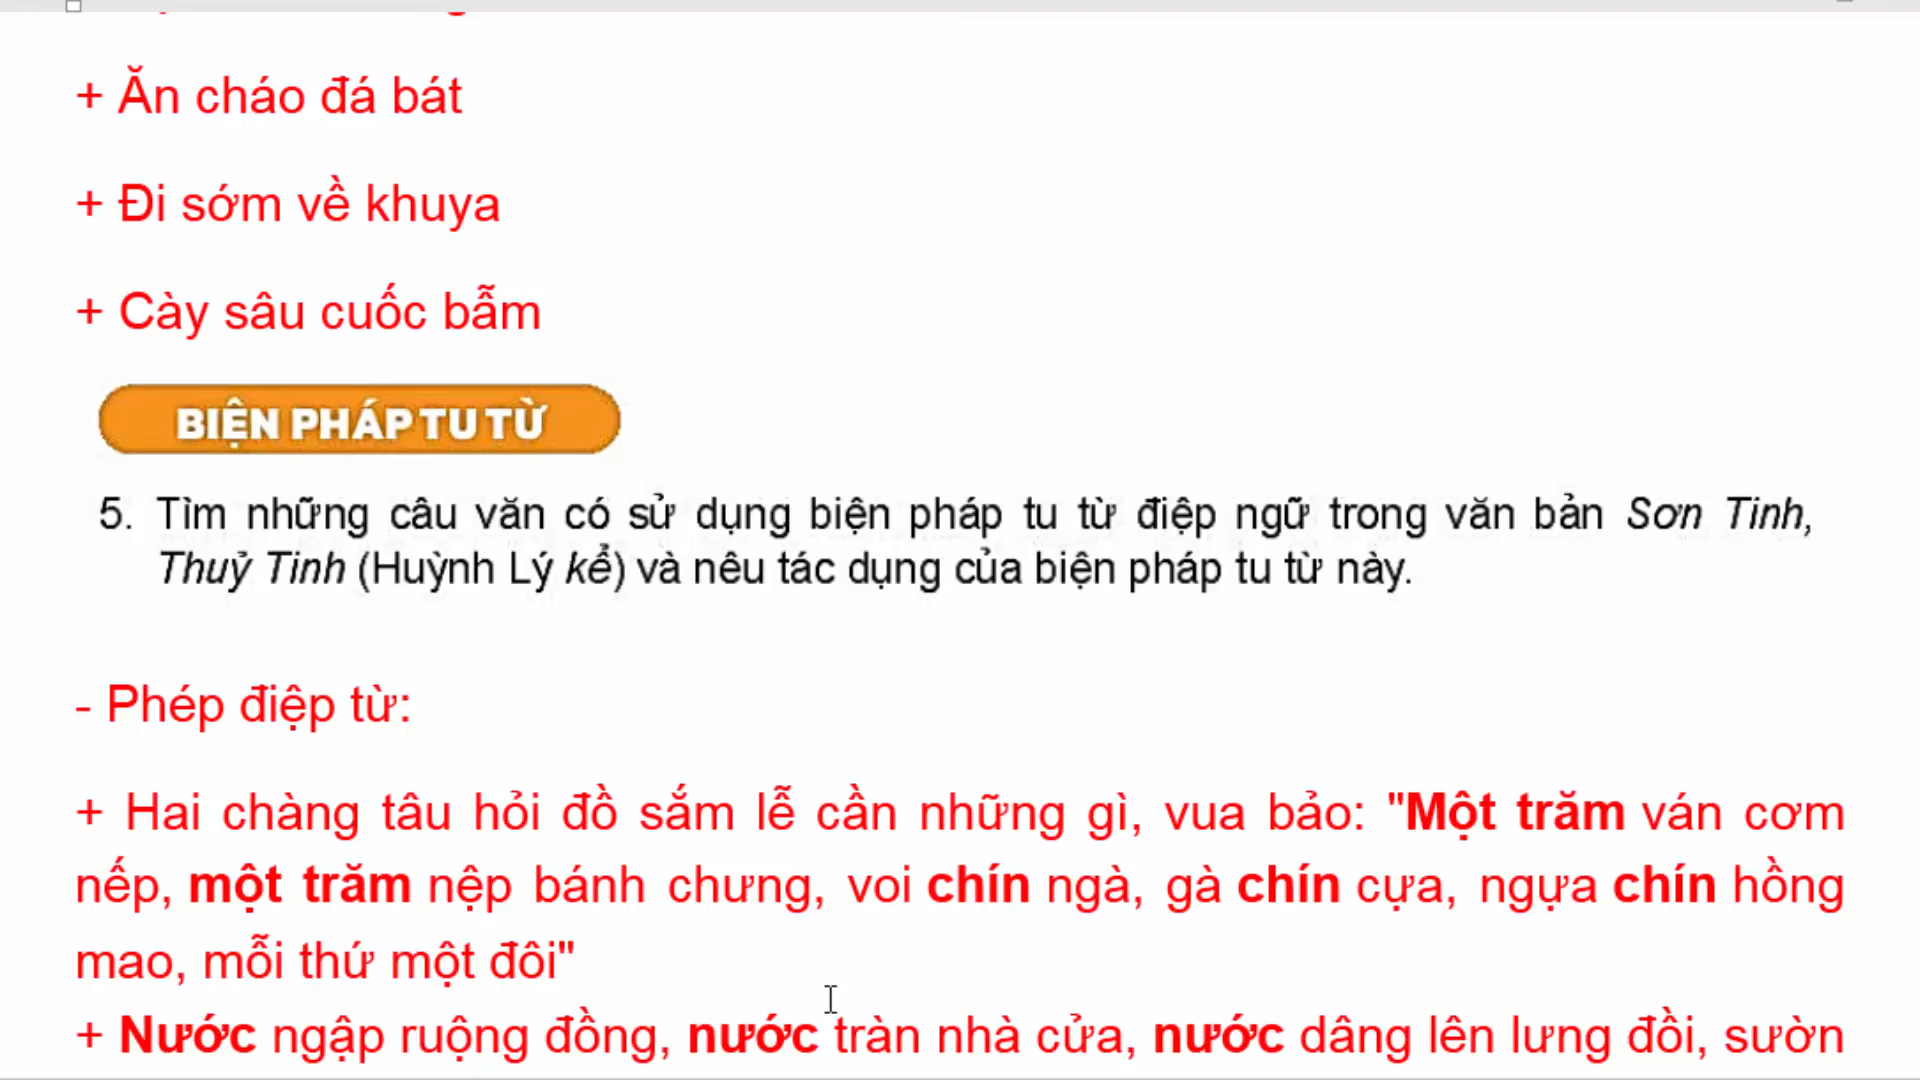 + Ăn cháo đá bát
+ Đi sớm về khuya
+ Cày sâu cuốc bẫm
BIỆN PHÁP TU TỪ
5. Tìm những câu văn có sử dụng biện pháp tu từ điệp ngữ trong văn bản Sơn Tinh,
Thuỷ Tinh (Huỳnh Lý kể) và nêu tác dụng của biện pháp tu từ này.
- Phép điệp từ:
+ Hai chàng tâu hỏi đồ sắm lễ cần những gì, vua bảo: "Một trăm ván cơm
nếp, một trăm nệp bánh chưng, voi chín ngà, gà chín cựa, ngựa chín hồng
mao, mỗi thứ một đôi"
+ Nước ngập ruộng đồng, nước tràn nhà cửa, nước dâng lên lưng đồi, sườn